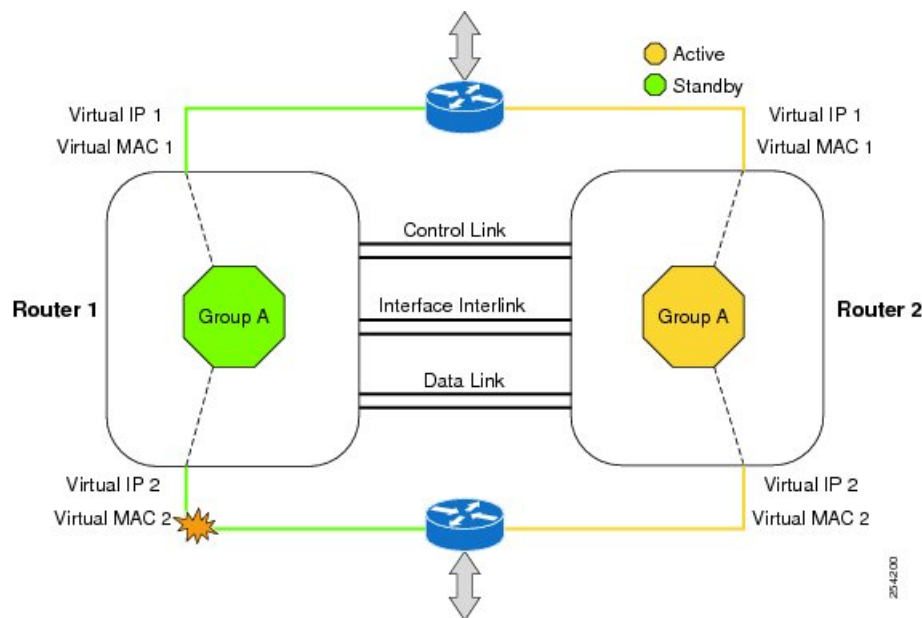 Active
Standby
Virtual IP 1
Virtual MAC 1
Virtual IP 1
Virtual MAC 1
Control Link
Router 1
Group A
Interface Interlink
Group A
Router 2
Data Link
Virtual IP 2
Virtual MAC 2
Virtual IP 2
Virtual MAC 2
254200